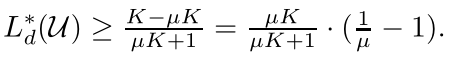 $L_d^*(\mathcal{U}) \geq \frac{K-\mu K}{\mu K+1} = \frac{\mu K}{\mu K+1} \cdot (\frac{1}{\mu} - 1).$